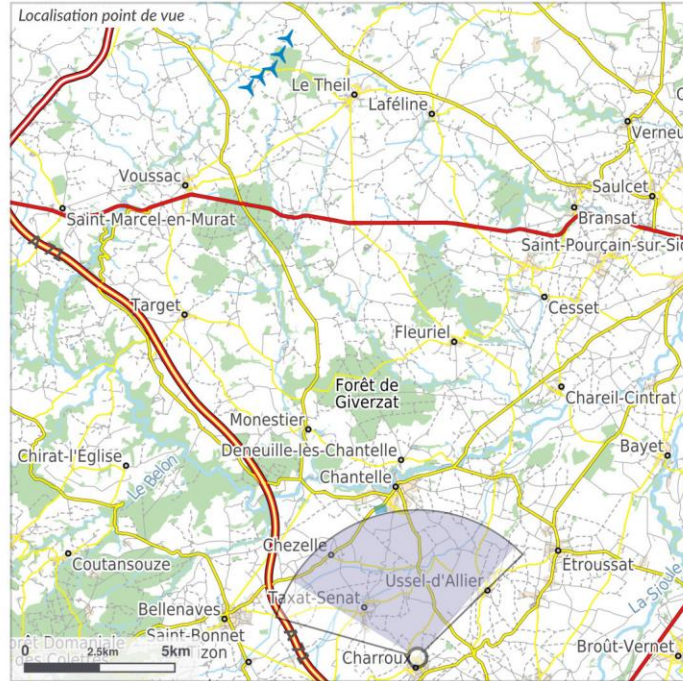 Localisation point de vue
Le Theil
Laféline
Verneu
Voussac
Saulcet
Saint-Marcel-en-Murat
Bransat
Saint-Pourçain-sur-Sio
A 71
Target
Cesset
Fleuriel
Forêt de
Giverzat
Chareil-Cintrat
Monestier
Deneuille-lès-Chantelle
Bayet
Chirat-l'Église
Le Belon
Chantelle
Chezelle
Coutansouze
Étroussat
Ussel-d'Allier
Taxat-Senat
La Sioule
Bellenaves
Saint-Bonnet
orêt Domaniale
des Colettes
zon
Broût-Vernet
Charroux
0
2.5km
5km